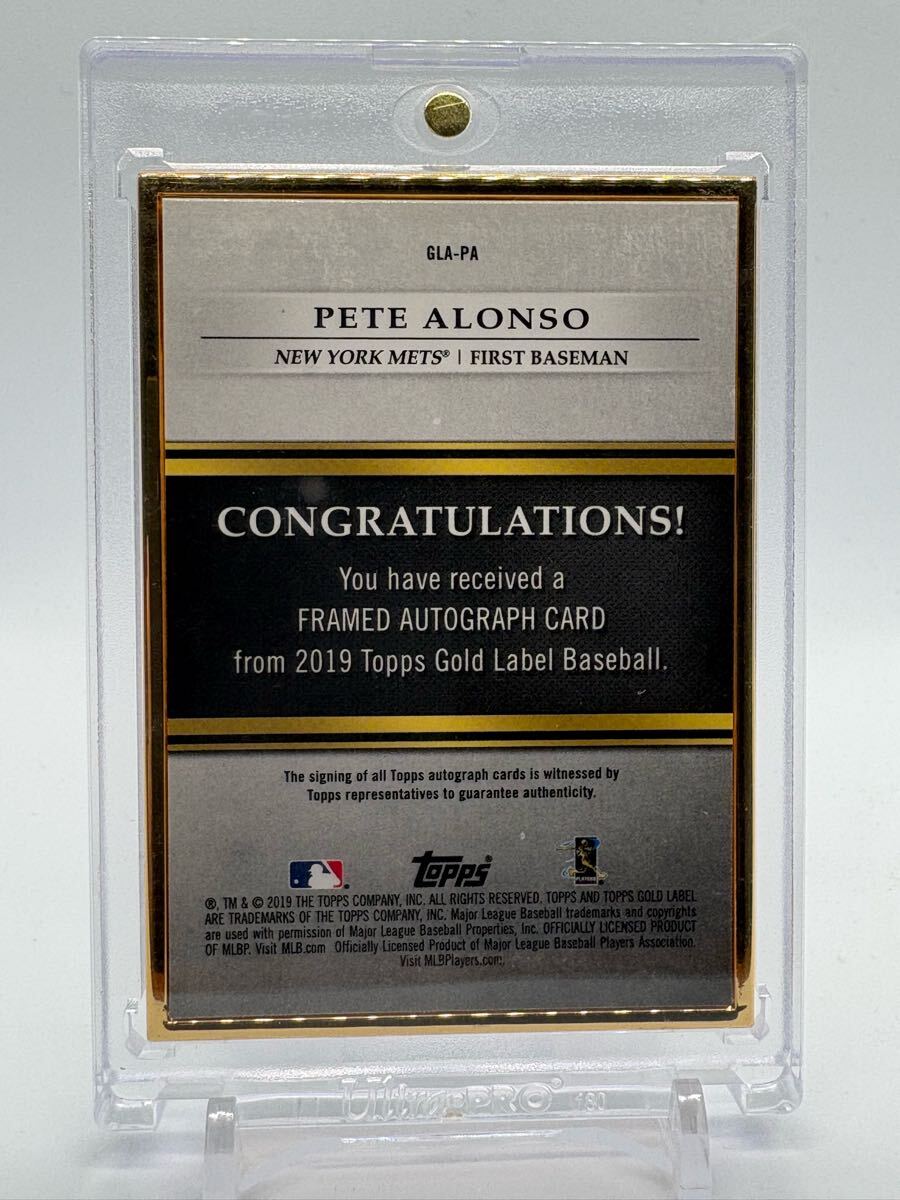 GLA-PA
PETE ALONSO
NEW YORK METS® | FIRST BASEMAN
CONGRATULATIONS!
You have received a
FRAMED AUTOGRAPH CARD
from 2019 Topps Gold Label Baseball.
The signing of all Topps autograph cards is witnessed by
Topps representatives to guarantee authenticity.
topps®
PLAYERS
®, TM & © 2019 THE TOPPS COMPANY, INC. ALL RIGHTS RESERVED. TOPPS AND TOPPS GOLD LABEL
ARE TRADEMARKS OF THE TOPPS COMPANY, INC. Major League Baseball trademarks and copyrights
are used with permission of Major League Baseball Properties, Inc. OFFICIALLY LICENSED PRODUCT
OF MLBP. Visit MLB.com Officially Licensed Product of Major League Baseball Players Association.
Visit MLBPlayers.com.
Ultra PRO® 180